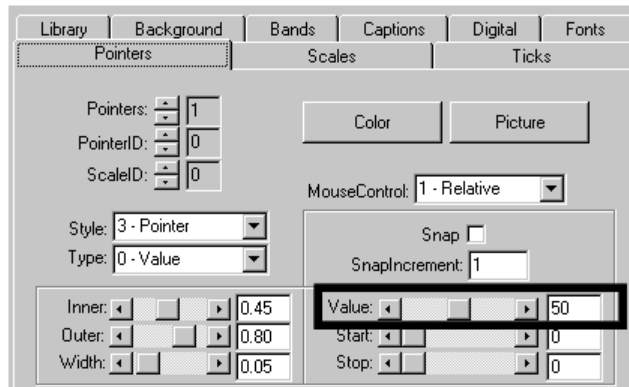 Library Background Bands Captions Digital Fonts
Pointers Scales Ticks
Pointers: 1
PointerID: 0
ScaleID: 0
Color Picture
MouseControl: 1 - Relative
Style: 3 - Pointer
Type: 0 - Value
Snap
SnapIncrement: 1
Inner: 0.45
Outer: 0.80
Width: 0.05
Value: 50
Start: 0
Stop: 0